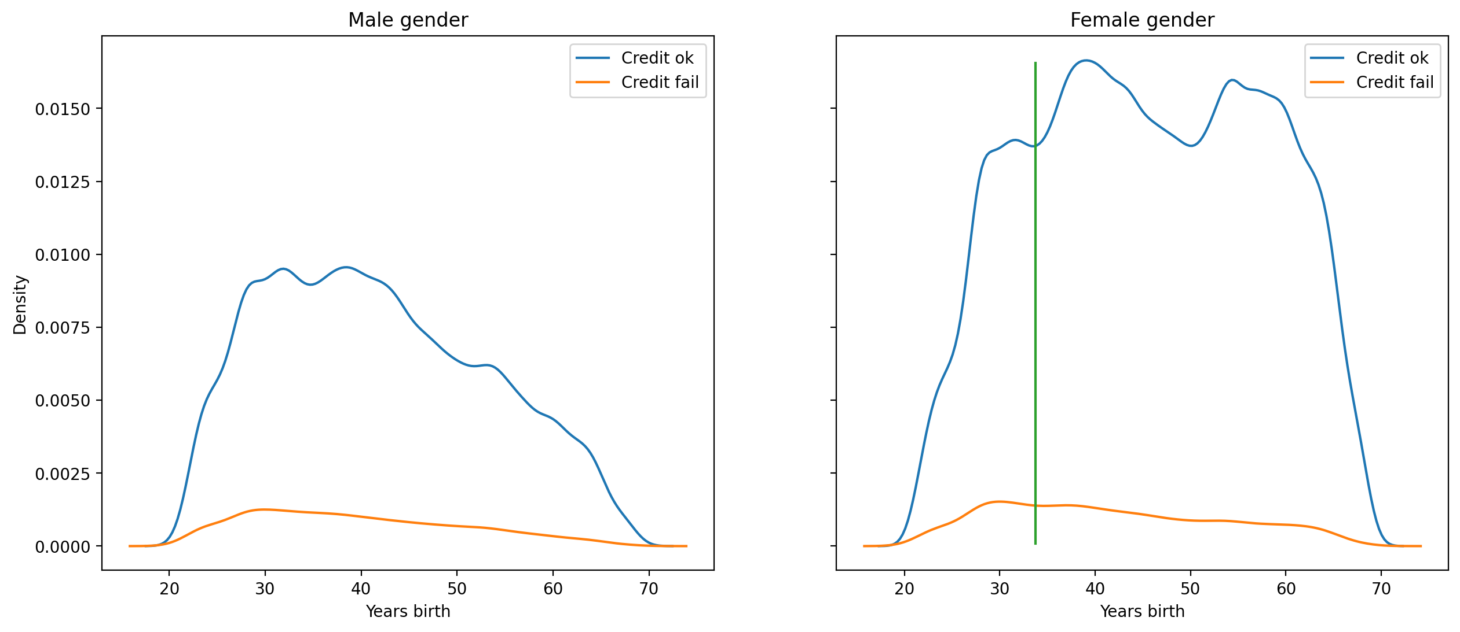 Male gender
Female gender
Credit ok
Credit fail
Credit ok
Credit fail
Density
0.0150
0.0125
0.0100
0.0075
0.0050
0.0025
0.0000
20 30 40 50 60 70
20 30 40 50 60 70
Years birth
Years birth